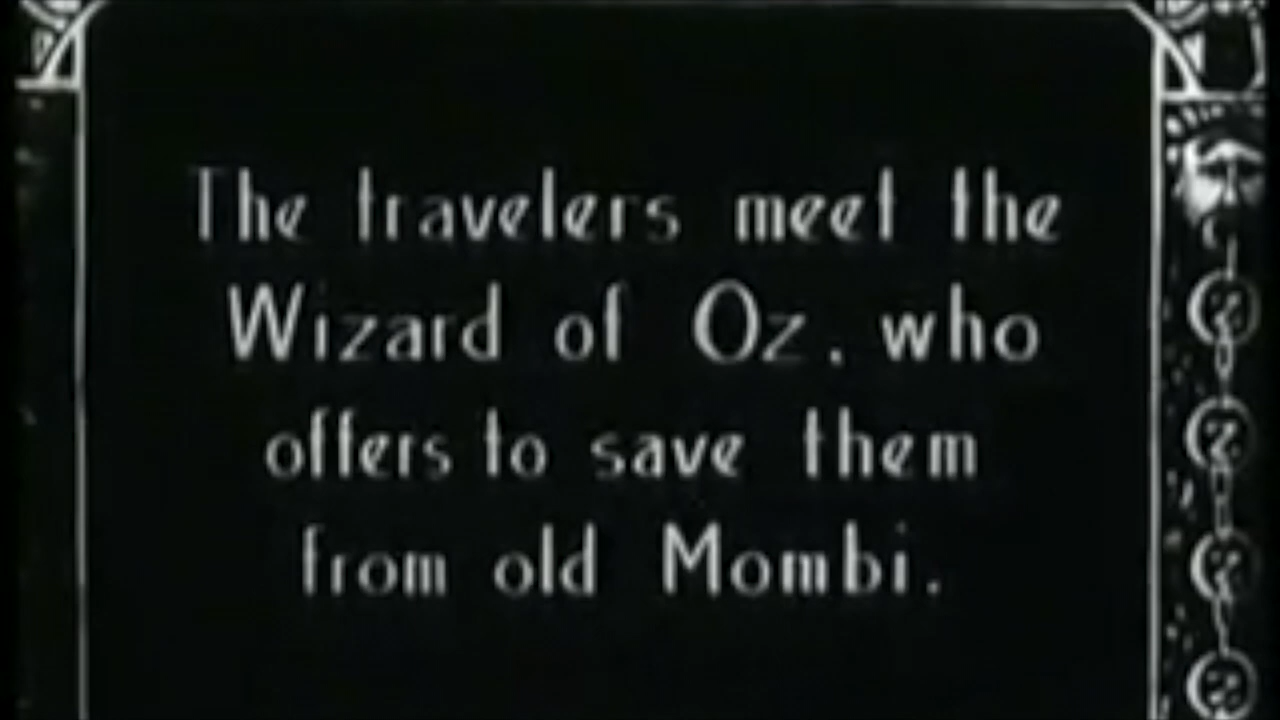 The travelers meet the
Wizard of Oz, who
offers to save them
from old Mombi.